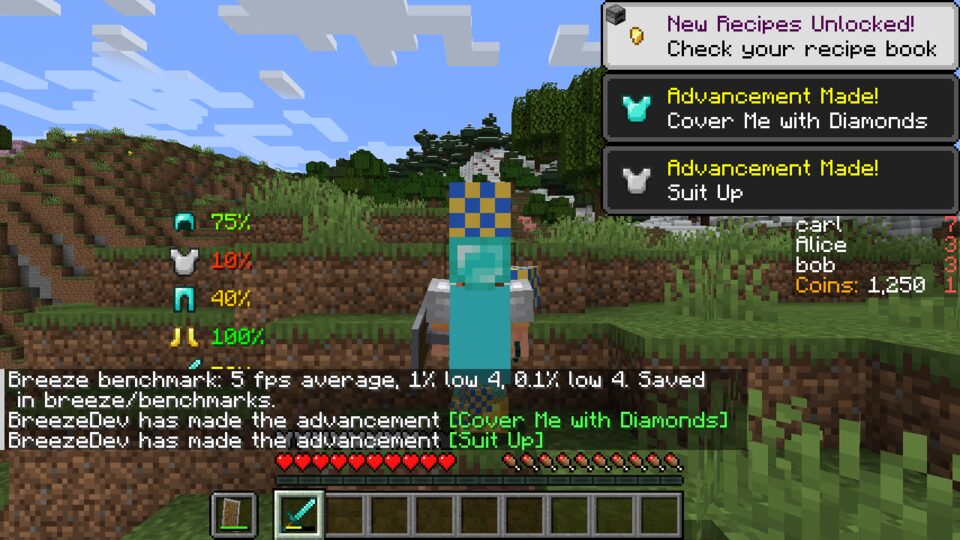 New Recipes Unlocked!
Check your recipe book
Advancement Made!
Cover Me with Diamonds
Advancement Made!
Suit Up
carl 7
Alice 3
bob 3
Coins: 1,250 1
75%
10%
40%
100%
Breeze benchmark: 5 fps average, 1% low 4, 0.1% low 4. Saved
in breeze/benchmarks.
BreezeDev has made the advancement [Cover Me with Diamonds]
BreezeDev has made the advancement [Suit Up]